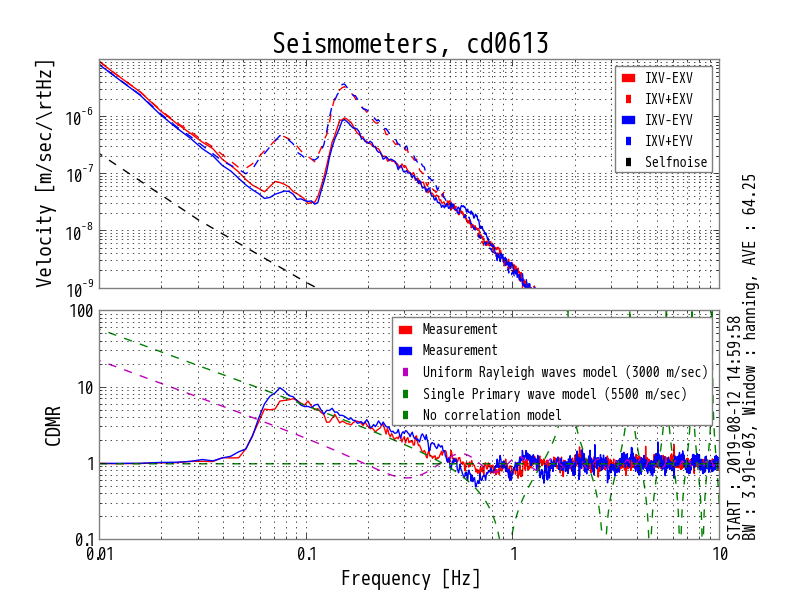 Seismometers, cd0613
Velocity [m/sec/\rtHz]
10^-6
10^-7
10^-8
10^-9
IXV-EXV
IXV+EXV
IXV-EYV
IXV+EYV
Selfnoise
CDMR
100
10
1
0.1
Measurement
Measurement
Uniform Rayleigh waves model (3000 m/sec)
Single Primary wave model (5500 m/sec)
No correlation model
0.01
0.1
1
10
Frequency [Hz]
START : 2019-08-12 14:59:58
BW : 3.91e-03, Window : hanning, AVE : 64.25